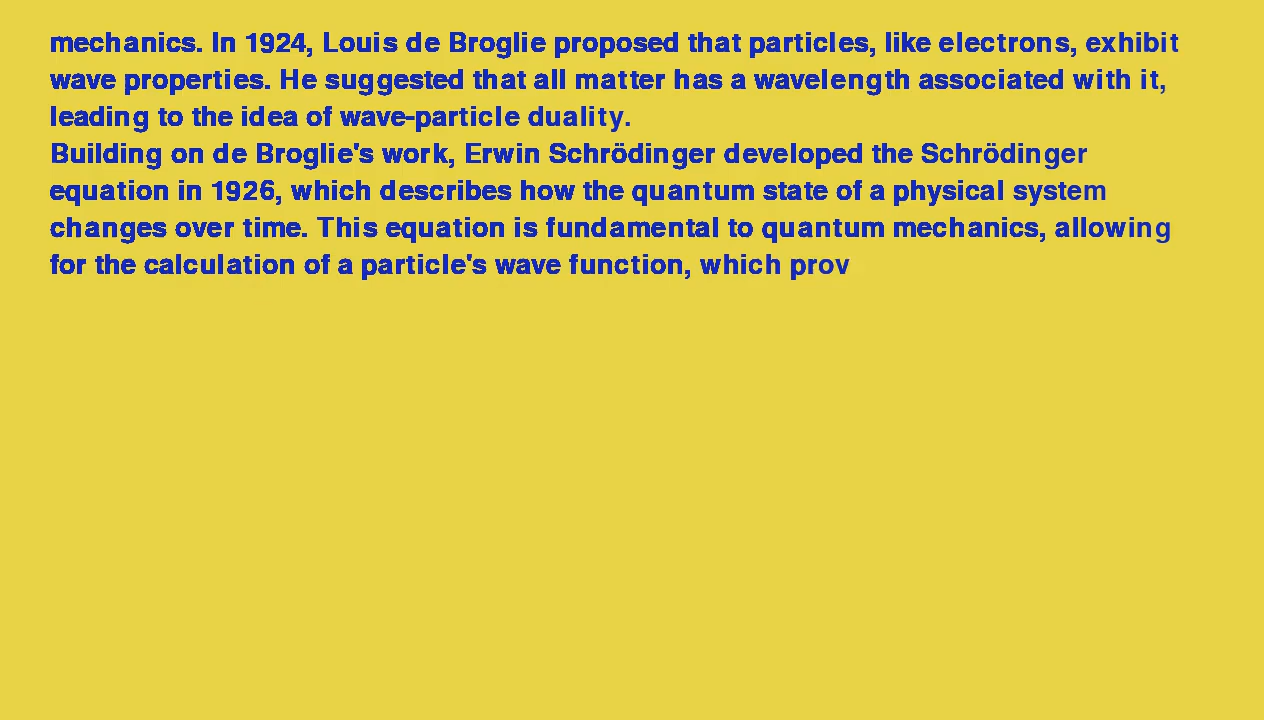 mechanics. In 1924, Louis de Broglie proposed that particles, like electrons, exhibit
wave properties. He suggested that all matter has a wavelength associated with it,
leading to the idea of wave-particle duality.
Building on de Broglie's work, Erwin Schrödinger developed the Schrödinger
equation in 1926, which describes how the quantum state of a physical system
changes over time. This equation is fundamental to quantum mechanics, allowing
for the calculation of a particle's wave function, which prov